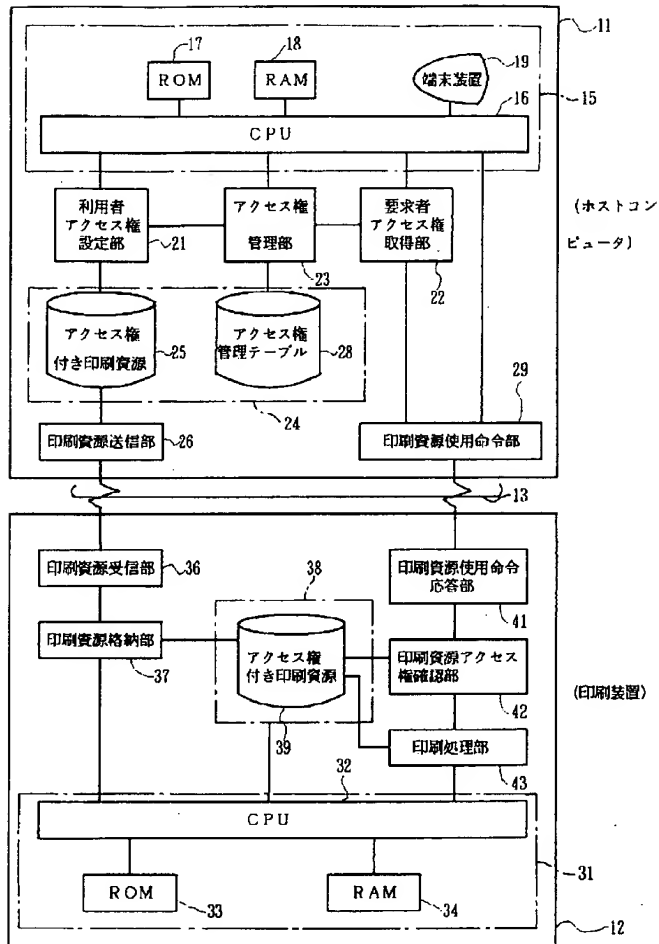 11
17
18
19
ROM
RAM
端末装置
16
15
CPU
利用者
アクセス権
設定部
21
アクセス権
管理部
23
要求者
アクセス権
取得部
22
(ホストコン
ピュータ)
アクセス権
付き印刷資源
25
アクセス権
管理テーブル
28
24
29
印刷資源送信部
26
印刷資源使用命令部
13
印刷資源受信部
36
38
印刷資源使用命令
応答部
41
印刷資源格納部
37
アクセス権
付き印刷資源
39
印刷資源アクセス
権確認部
42
(印刷装置)
印刷処理部
43
32
CPU
ROM
33
RAM
34
31
12